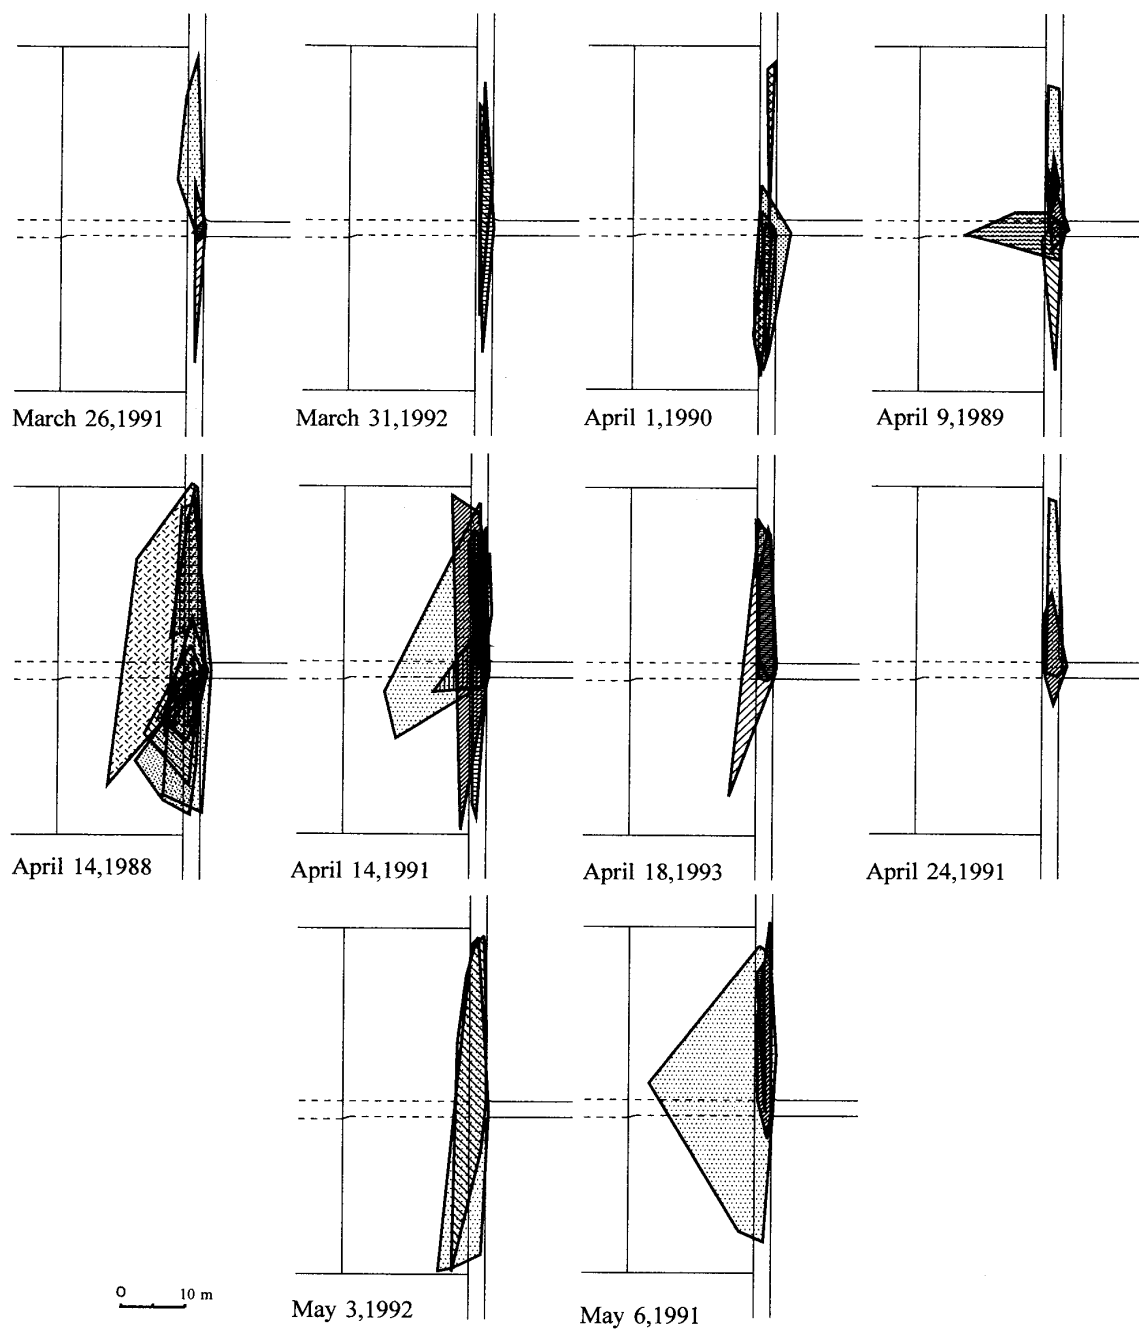 March 26,1991
March 31,1992
April 1,1990
April 9,1989
April 14,1988
April 14,1991
April 18,1993
April 24,1991
0 10 m
May 3,1992
May 6,1991